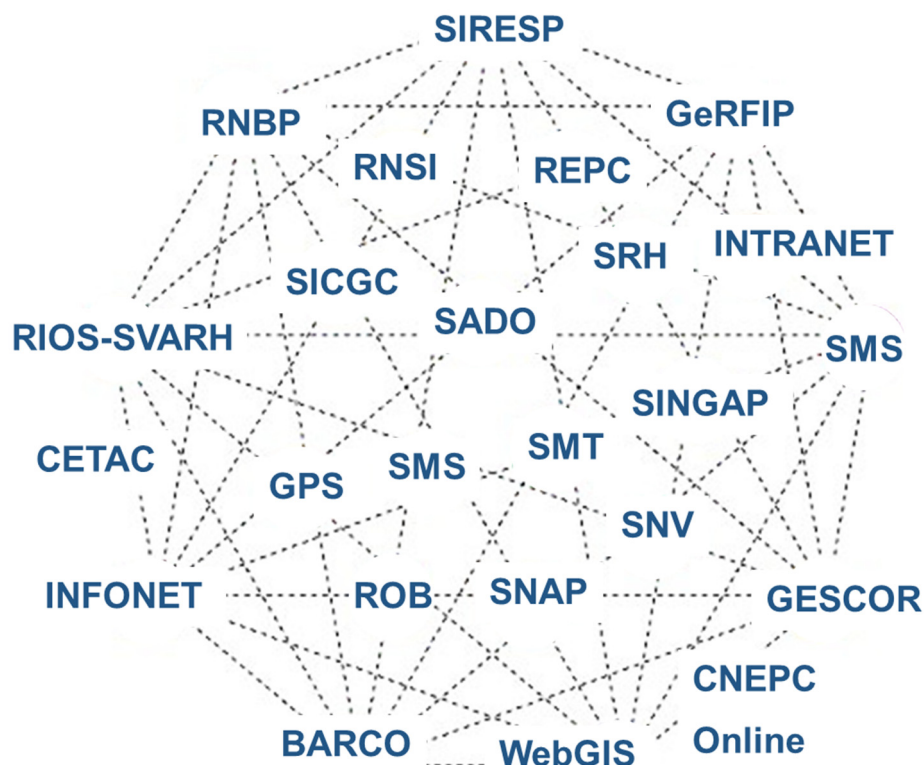 SIRESP
RNBP
GeRFIP
RNSI
REPC
SRH
INTRANET
SICGC
SADO
RIOS-SVARH
SMS
SINGAP
CETAC
GPS
SMS
SMT
SNV
INFONET
ROB
SNAP
GESCOR
CNEPC
Online
BARCO
WebGIS